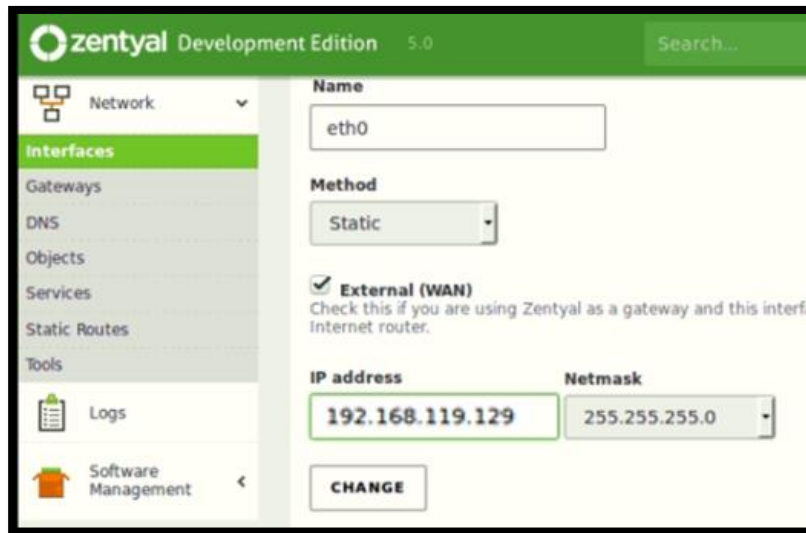 zentyal Development Edition 5.0
Search...
Network
Interfaces
Gateways
DNS
Objects
Services
Static Routes
Tools
Logs
Software
Management
Name
eth0
Method
Static
External (WAN)
Check this if you are using Zentyal as a gateway and this
Internet router.
IP address
Netmask
192.168.119.129
255.255.255.0
CHANGE